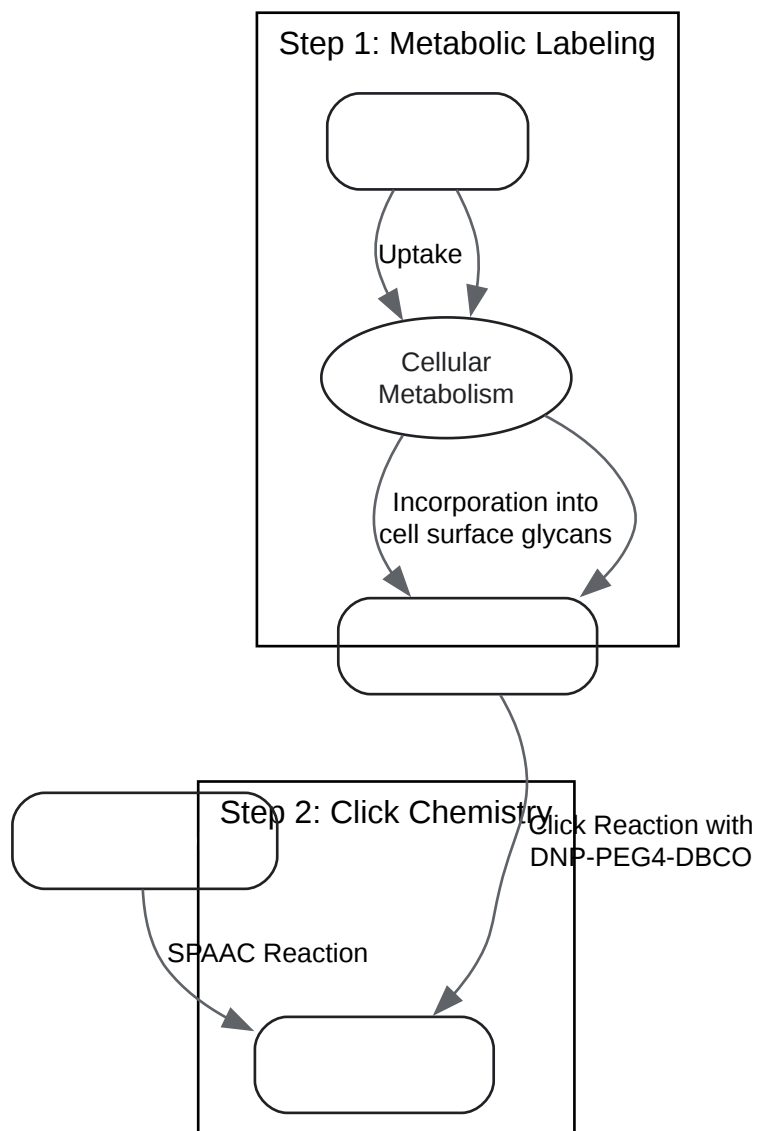 Step 1: Metabolic Labeling
Uptake
Cellular
Metabolism
Incorporation into
cell surface glycans
Step 2: Click Chemistry
Click Reaction with
DNP-PEG4-DBCO
SPAAC Reaction